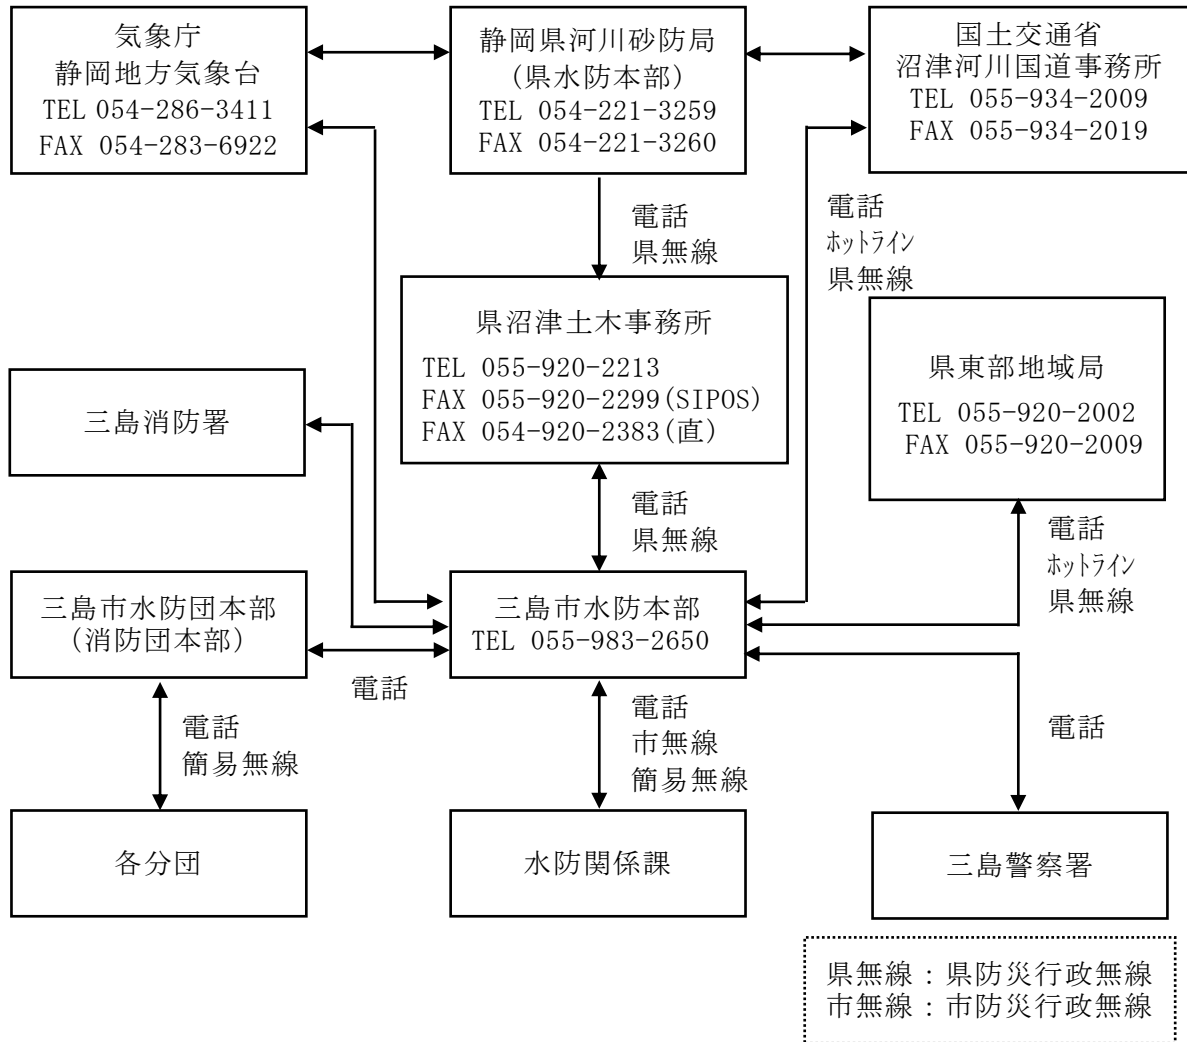 気象庁
静岡地方気象台
TEL 054-286-3411
FAX 054-283-6922
静岡県河川砂防局
(県水防本部)
TEL 054-221-3259
FAX 054-221-3260
国土交通省
沼津河川国道事務所
TEL 055-934-2009
FAX 055-934-2019
電話
県無線
電話
ホットライン
県無線
県沼津土木事務所
TEL 055-920-2213
FAX 055-920-2299(SIPOS)
FAX 054-920-2383(直)
県東部地域局
TEL 055-920-2002
FAX 055-920-2009
三島消防署
電話
県無線
電話
ホットライン
県無線
三島市水防団本部
(消防団本部)
三島市水防本部
TEL 055-983-2650
電話
電話
簡易無線
電話
市無線
簡易無線
電話
各分団
水防関係課
三島警察署
県無線：県防災行政無線
市無線：市防災行政無線